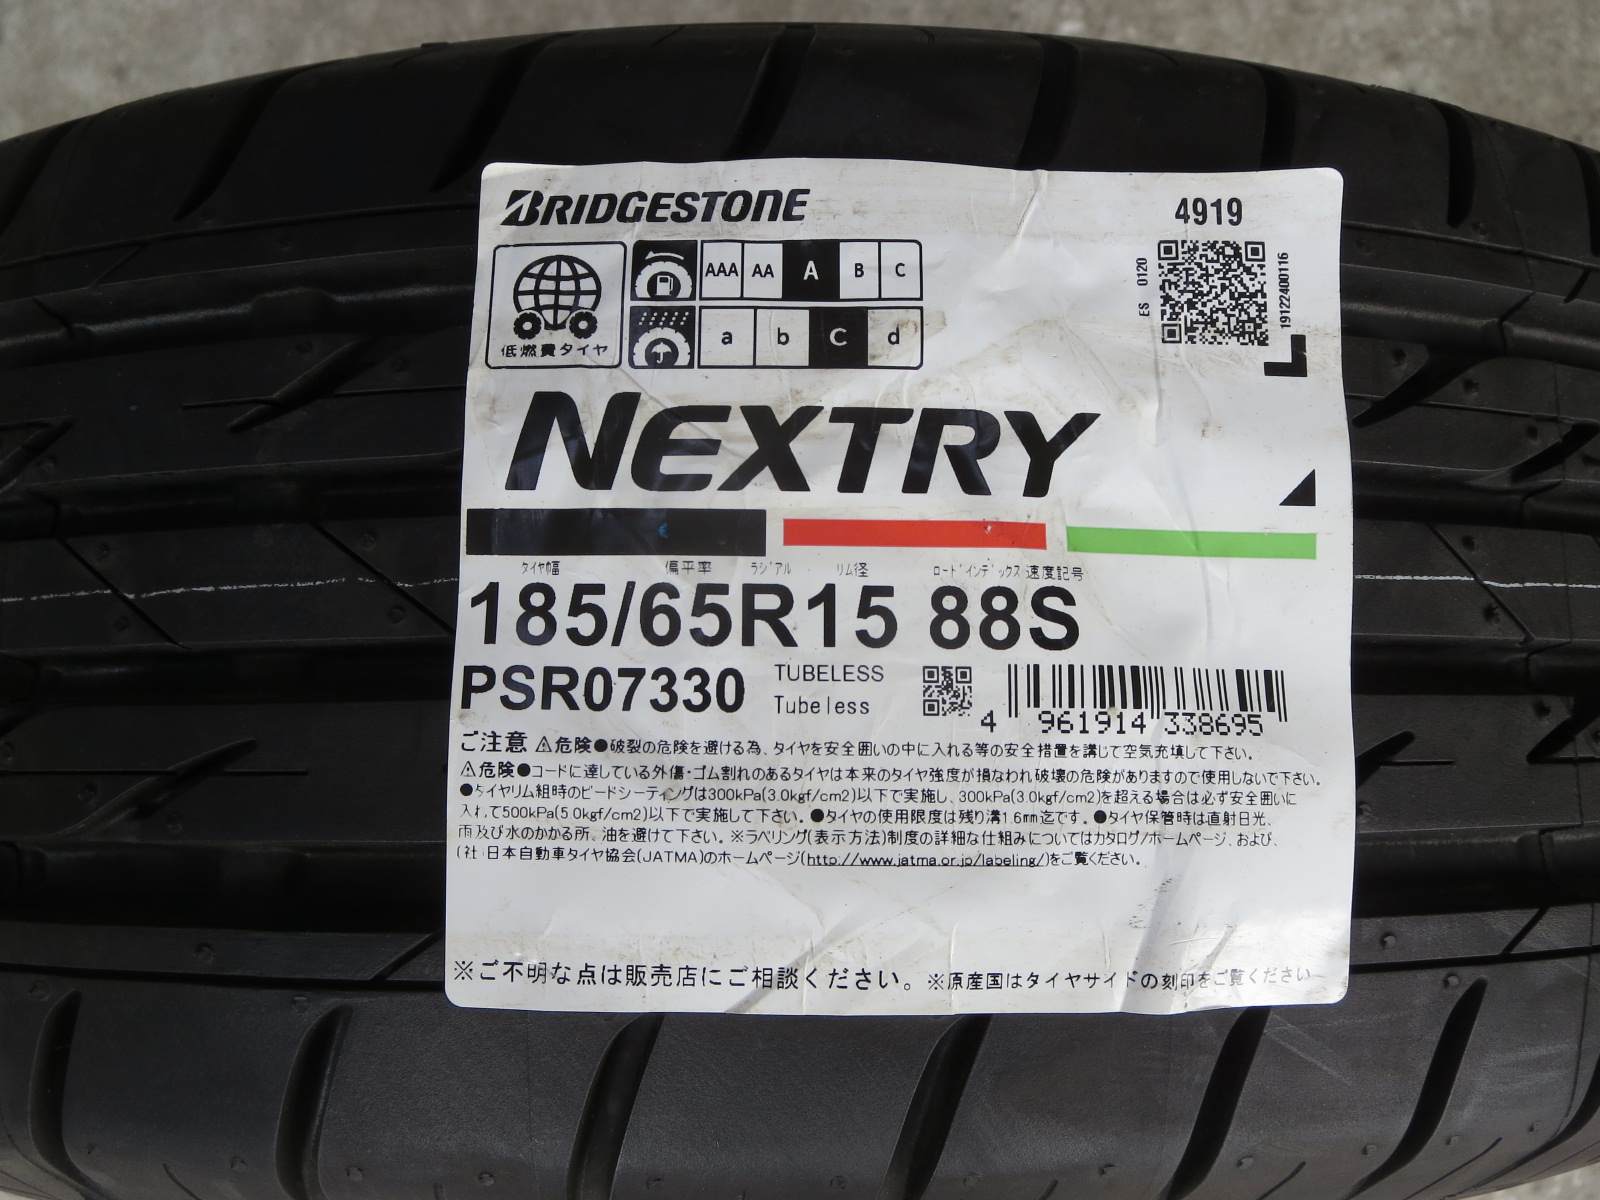 BRIDGESTONE
4919
ES 0120
19122400116
低燃費タイヤ
AAA AA A B C
a b c d
NEXTRY
タイヤ幅 偏平率 ラジアル リム径 ロードインデックス 速度記号
185/65R15 88S
PSR07330
TUBELESS
Tubeless
4 961914 338695
ご注意 ⚠危険●破裂の危険を避ける為、タイヤを安全囲いの中に入れる等の安全措置を講じて空気充填して下さい。
⚠危険●コードに達している外傷・ゴム割れのあるタイヤは本来のタイヤ強度が損なわれ破壊の危険がありますので使用しないで下さい。
●タイヤリム組時のビードシーティングは300kPa(3.0kgf/cm2)以下で実施し、300kPa(3.0kgf/cm2)を超える場合は必ず安全囲いに
入れて500kPa(5.0kgf/cm2)以下で実施して下さい。●タイヤの使用限度は残り溝1.6mm迄です。●タイヤ保管時は直射日光、
雨及び水のかかる所、油を避けて下さい。※ラベリング(表示方法)制度の詳細な仕組みについてはカタログ/ホームページ、および、
(社)日本自動車タイヤ協会(JATMA)のホームページ(http://www.jatma.or.jp/labeling/)をご覧ください。
※ご不明な点は販売店にご相談ください。※原産国はタイヤサイドの刻印をご覧ください